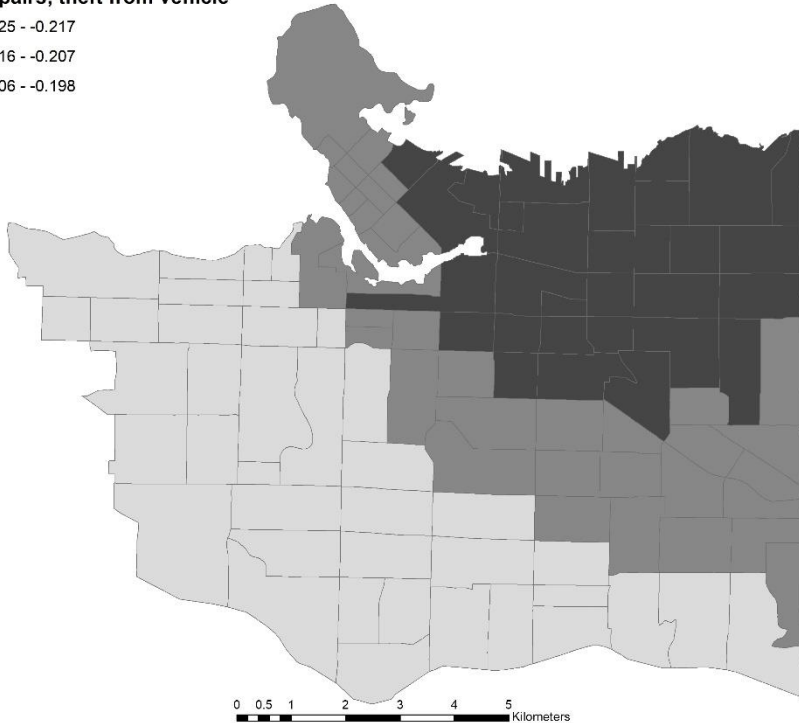 pairs, theft from vehicle
25 - -0.217
16 - -0.207
06 - -0.198
0 0.5 1 2 3 4 5
Kilometers